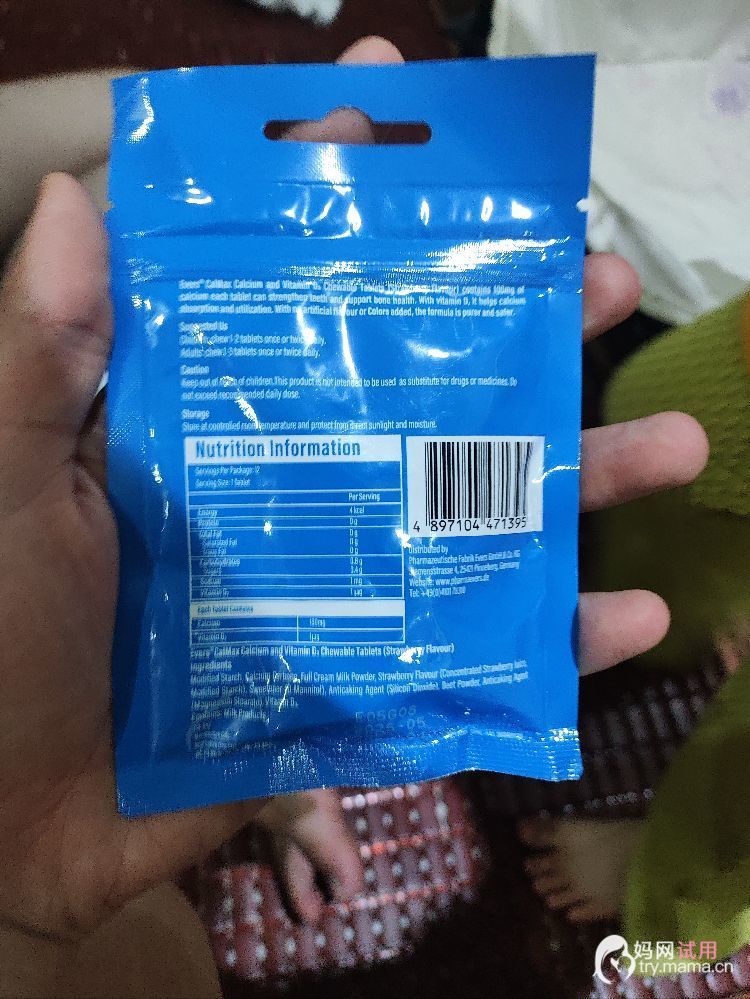 Evers® CalMax Calcium and Vitamin D₃ Chewable Tablets (Strawberry Flavour) contains 100mg of
calcium each tablet can strengthen teeth and support bone health. With vitamin D, it helps calcium
absorption and utilization. With no artificial flavour or Colors added, the formula is purer and safer.
Suggested Us
Children: chew 1-2 tablets once or twice daily.
Adults: chew 1-3 tablets once or twice daily.
Caution
Keep out of reach of children. This product is not intended to be used as substitute for drugs or medicines. Do
not exceed recommended daily dose.
Storage
Store at controlled room temperature and protect from direct sunlight and moisture.
Nutrition Information
Servings Per Package: 12
Serving Size: 1 Tablet
Per Serving
Energy 4 kcal
Protein 0g
Total Fat 0g
Saturated Fat 0g
Trans Fat 0g
Carbohydrates 0.8g
Sugars 0.4g
Sodium 1 mg
Vitamin D₃ 1 μg
Each Tablet Contains
Calcium
Vitamin D₃ 1μg
4 897104 471395
Distributed by
Pharmazeutische Fabrik Evers GmbH & Co. KG
Siemensstrasse 4, 25421 Pinneberg, Germany
Website: www.pharmaevers.de
Tel:
Evers® CalMax Calcium and Vitamin D₃ Chewable Tablets (Strawberry Flavour)
Ingredients
Modified Starch, Calcium Carbonate, Full Cream Milk Powder, Strawberry Flavour (Concentrated Strawberry Juice,
Modified Starch), Sweetener (D-Mannitol), Anticaking Agent (Silicon Dioxide), Beet Powder, Anticaking Agent
(Magnesium Stearate), Vitamin D₃
Milk Products
妈网试用
try.mama.cn